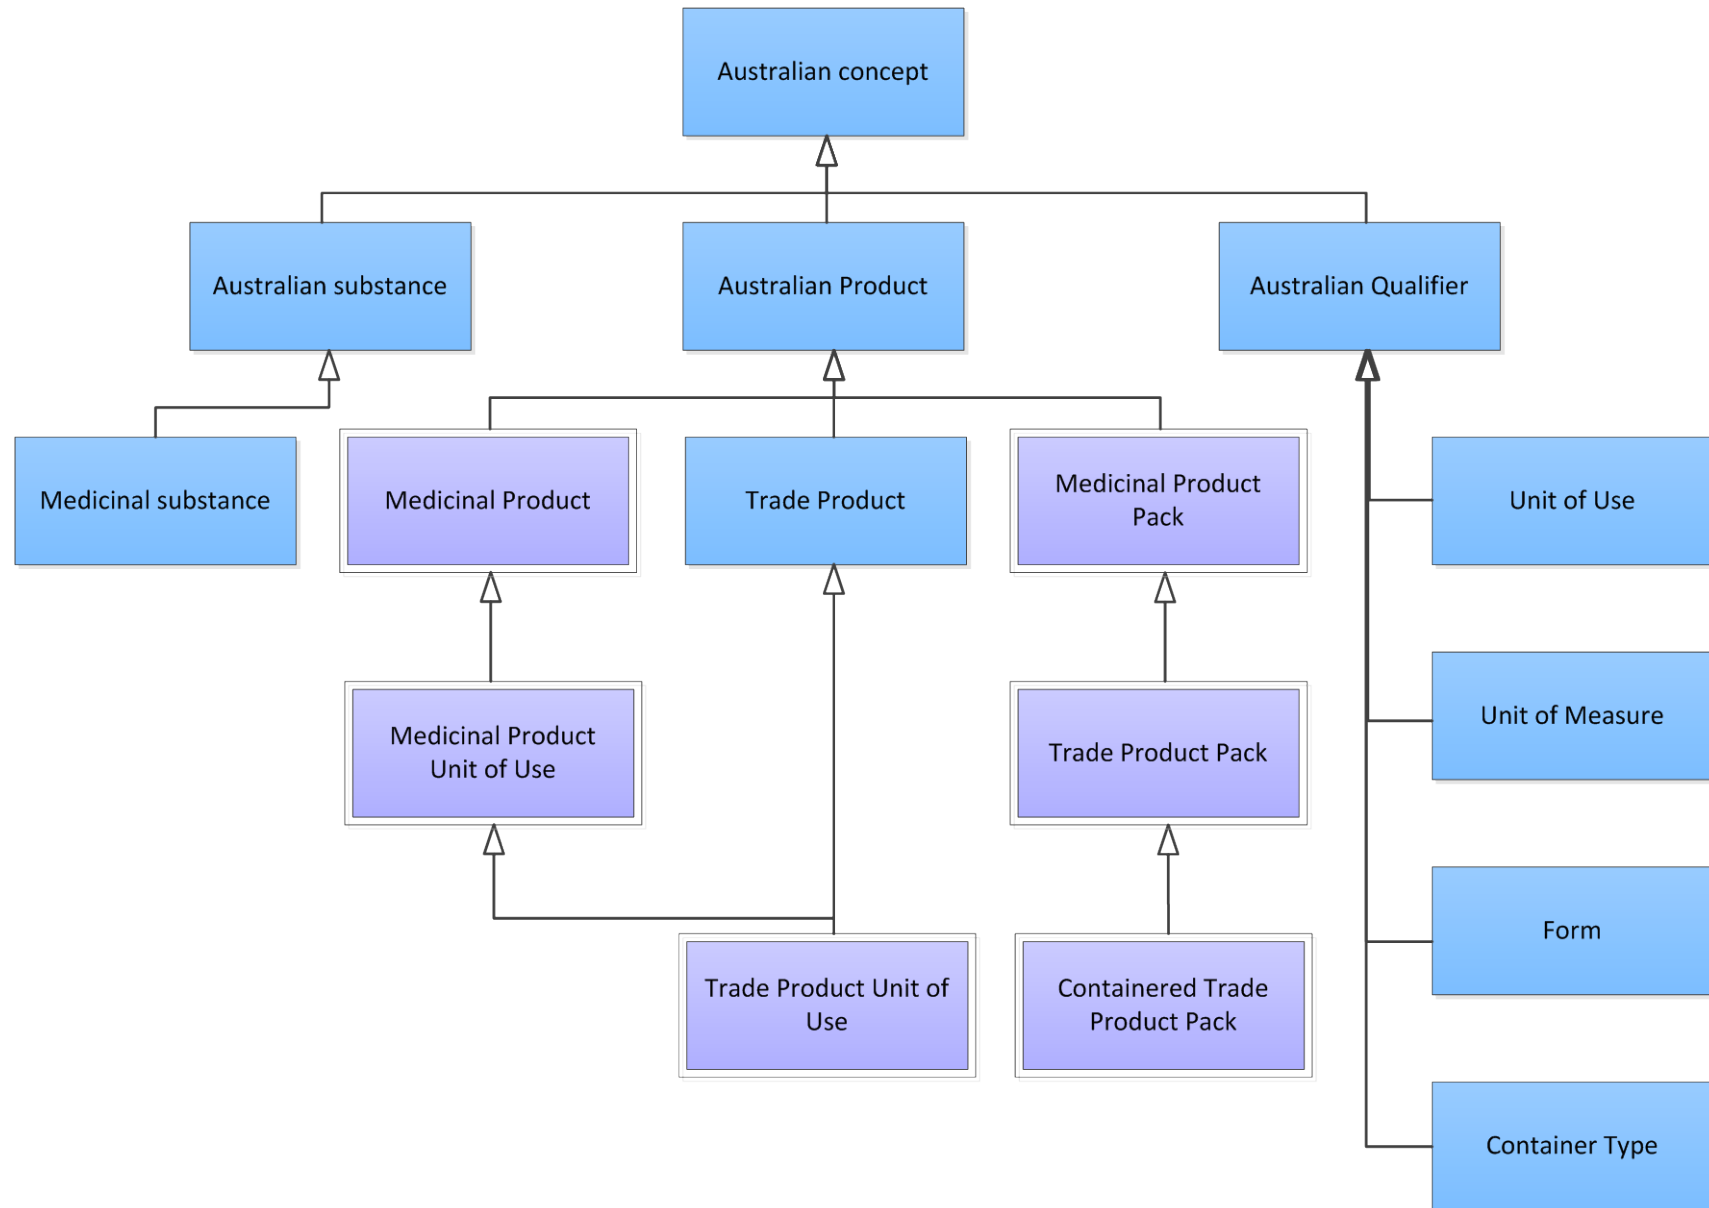 Australian concept
Australian substance
Australian Product
Australian Qualifier
Medicinal substance
Medicinal Product
Trade Product
Medicinal Product
Pack
Unit of Use
Medicinal Product
Unit of Use
Trade Product Pack
Unit of Measure
Trade Product Unit of
Use
Containered Trade
Product Pack
Form
Container Type